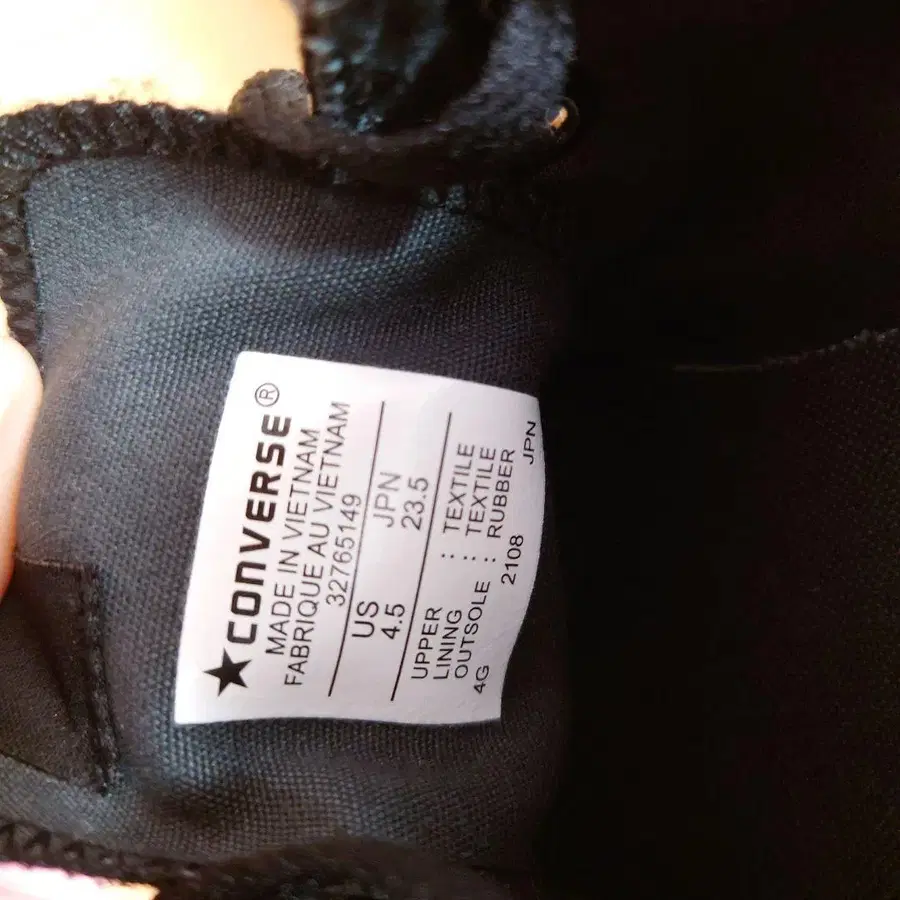 ★CONVERSE®
MADE IN VIETNAM
FABRIQUE AU VIETNAM
32765149
US JPN
4.5 23.5
UPPER : TEXTILE
LINING : TEXTILE
OUTSOLE : RUBBER
4G 2108 JPN